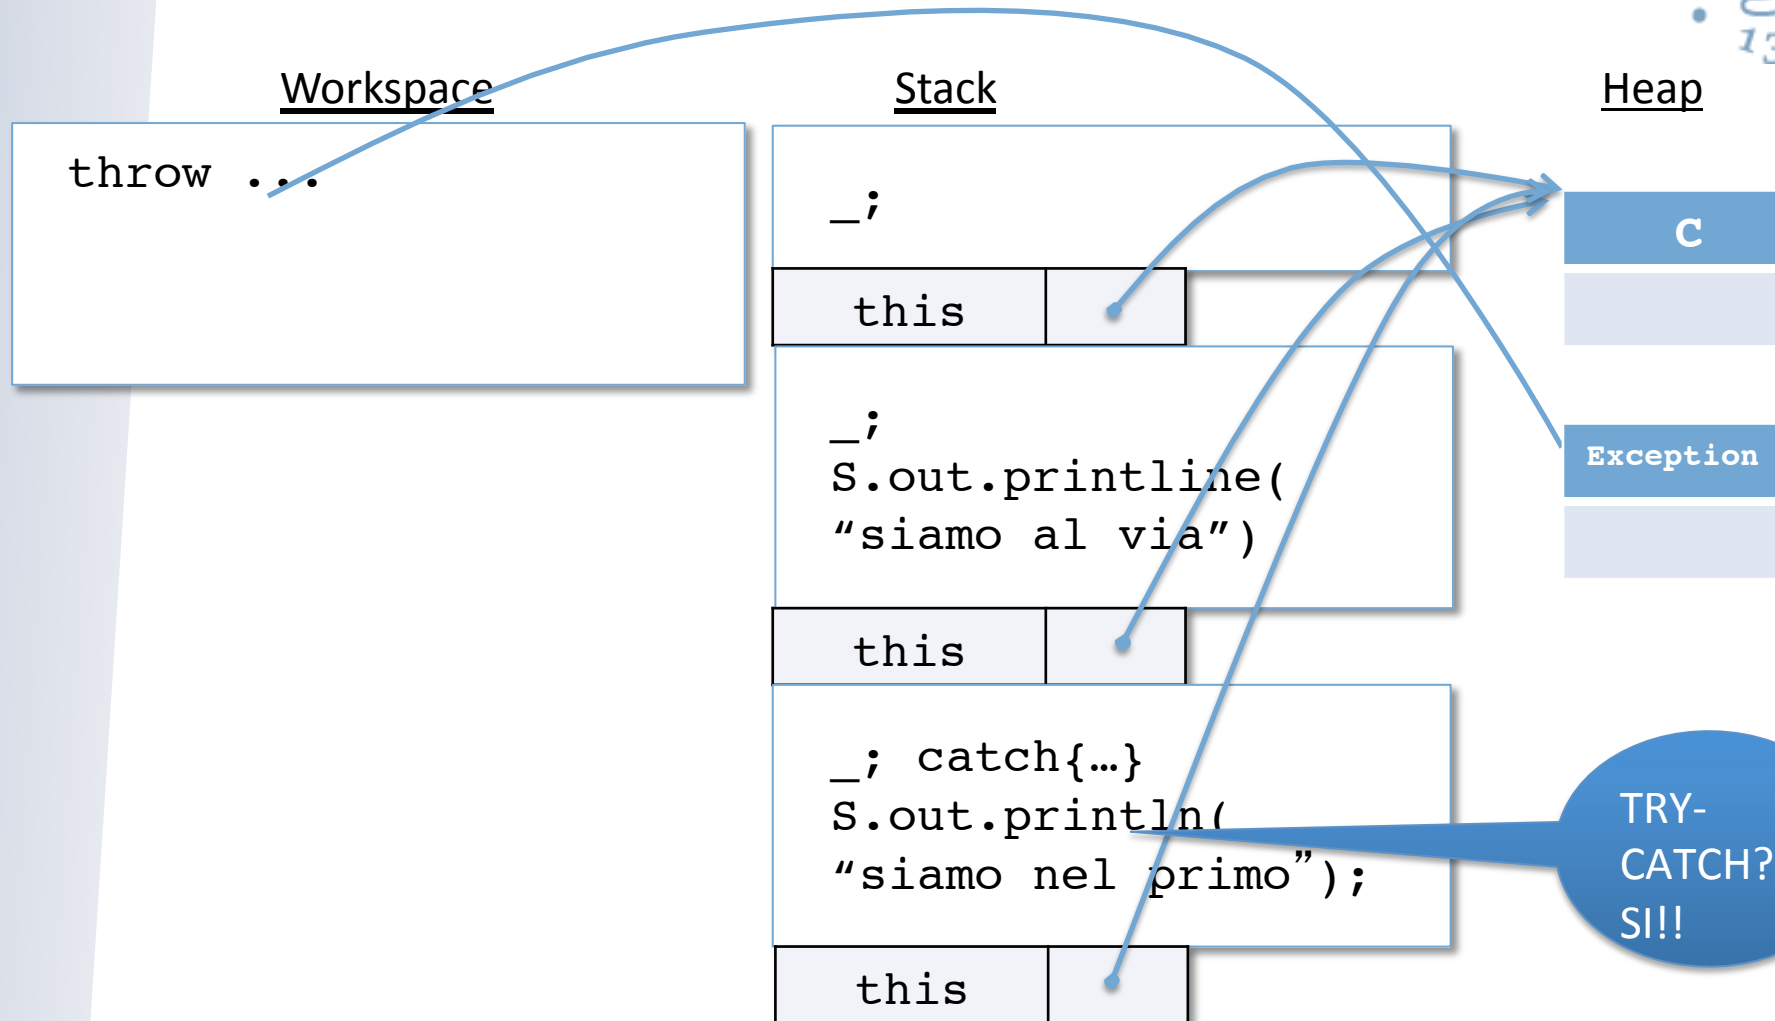 13
Workspace
Stack
Heap
throw ...
_;
C
this
_;
S.out.printline(
“siamo al via”)
Exception
this
_; catch{…}
S.out.println(
“siamo nel primo”);
TRY-
CATCH?
SI!!
this